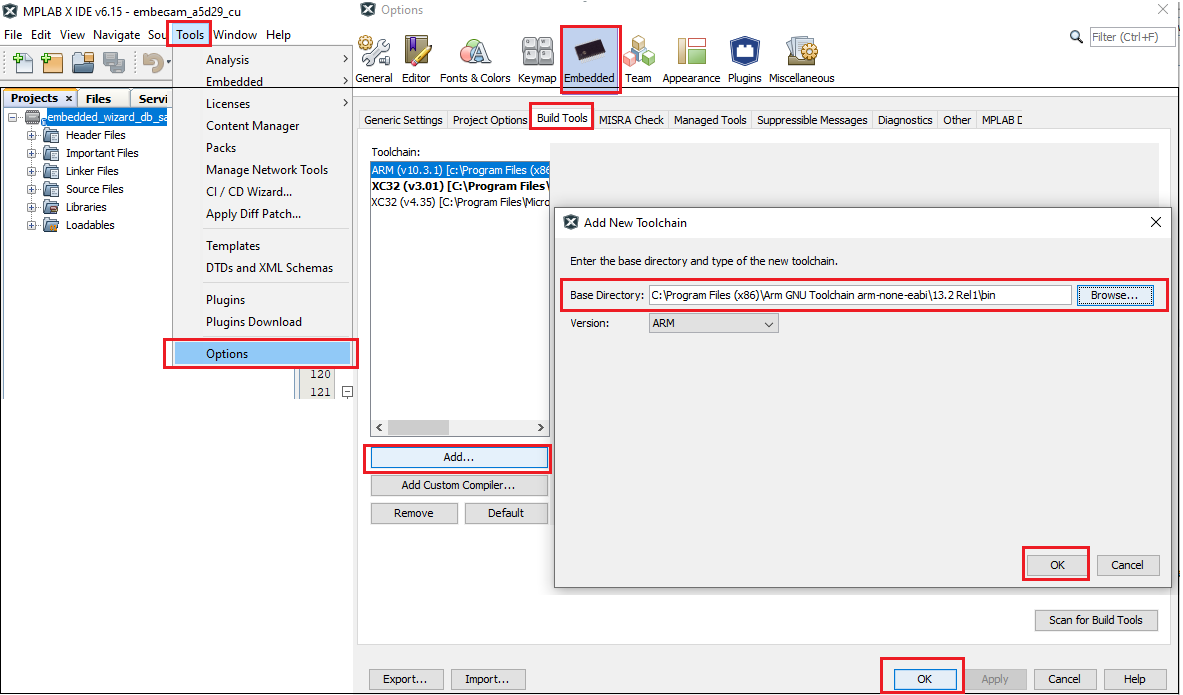 MPLAB X IDE v6.15 - embegam_a5d29_cu
File Edit View Navigate Sou Tools Window Help
Analysis
Embedded
Licenses
Content Manager
Packs
Manage Network Tools
CI / CD Wizard...
Apply Diff Patch...
Templates
DTDs and XML Schemas
Plugins
Plugins Download
Options
Projects × Files Servi
embedded_wizard_db_sa
Header Files
Important Files
Linker Files
Source Files
Libraries
Loadables
120
121
Options
Filter (Ctrl+F)
General Editor Fonts & Colors Keymap Embedded Team Appearance Plugins Miscellaneous
Generic Settings Project Options Build Tools MISRA Check Managed Tools Suppressible Messages Diagnostics Other MPLAB D
Toolchain:
ARM (v10.3.1) [c:\Program Files (x86
XC32 (v3.01) [C:\Program Files\
XC32 (v4.35) [C:\Program Files\Micro
Add...
Add Custom Compiler...
Remove Default
Add New Toolchain
Enter the base directory and type of the new toolchain.
Base Directory: C:\Program Files (x86)\Arm GNU Toolchain arm-none-eabi\13.2 Rel1\bin Browse...
Version: ARM
OK Cancel
Scan for Build Tools
Export... Import... OK Apply Cancel Help